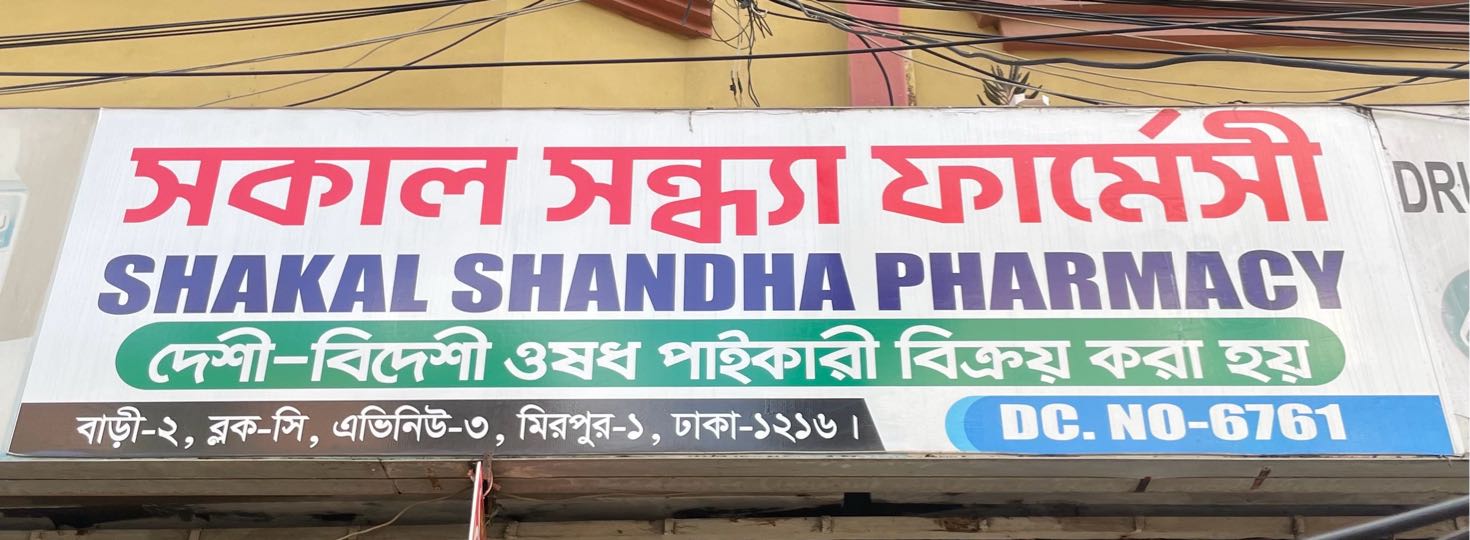 সকাল সন্ধ্যা ফার্মেসী
SHAKAL SHANDHA PHARMACY
দেশী-বিদেশী ওষধ পাইকারী বিক্রয় করা হয়
বাড়ী-২, ব্লক-সি, এভিনিউ-৩, মিরপুর-১, ঢাকা-১২১৬।
DC. NO-6761